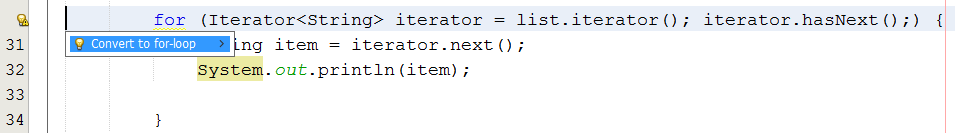 for (Iterator<String> iterator = list.iterator(); iterator.hasNext();) {
Convert to for-loop
31 ing item = iterator.next();
32 System.out.println(item);
33
34 }